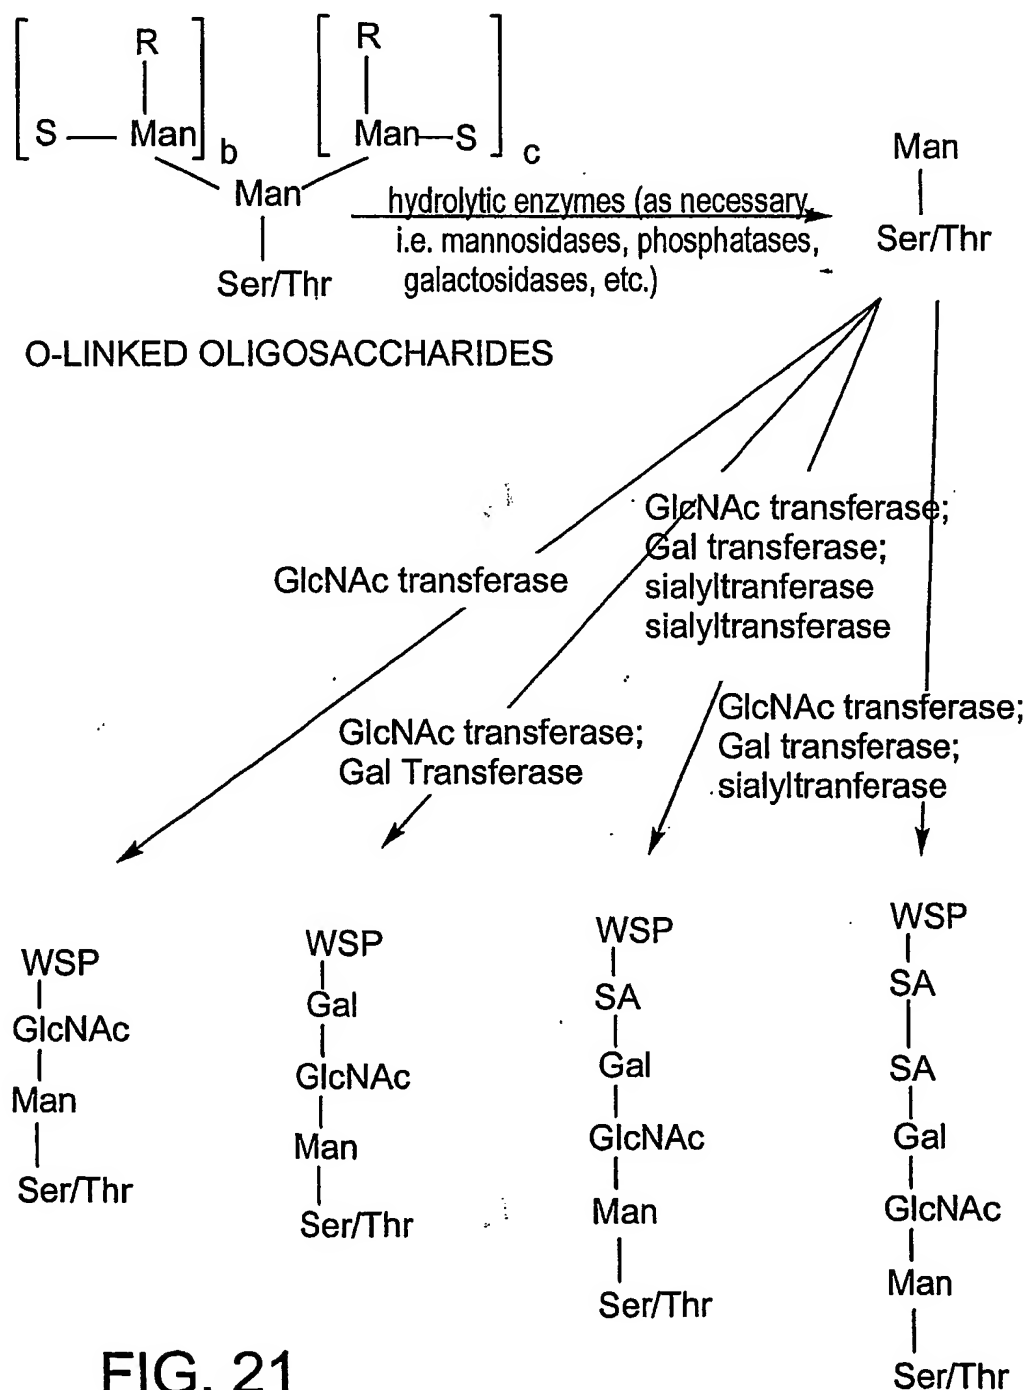 R
R
S
Man
b
Man
S
c
Man
Man
hydrolytic enzymes (as necessary
i.e. mannosidases, phosphatases,
galactosidases, etc.)
Ser/Thr
Ser/Thr
O-LINKED OLIGOSACCHARIDES
GlcNAc transferase
GlcNAc transferase;
Gal transferase;
sialyltranferase
sialyltransferase
GlcNAc transferase;
Gal Transferase
GlcNAc transferase;
Gal transferase;
sialyltranferase
WSP
GlcNAc
Man
Ser/Thr
WSP
Gal
GlcNAc
Man
Ser/Thr
WSP
SA
Gal
GlcNAc
Man
Ser/Thr
WSP
SA
SA
Gal
GlcNAc
Man
Ser/Thr
FIG. 21